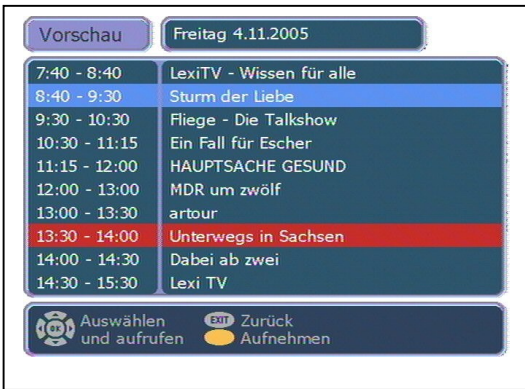 Vorschau
Freitag 4.11.2005
7:40 - 8:40 LexiTV - Wissen für alle
8:40 - 9:30 Sturm der Liebe
9:30 - 10:30 Fliege - Die Talkshow
10:30 - 11:15 Ein Fall für Escher
11:15 - 12:00 HAUPTSACHE GESUND
12:00 - 13:00 MDR um zwölf
13:00 - 13:30 artour
13:30 - 14:00 Unterwegs in Sachsen
14:00 - 14:30 Dabei ab zwei
14:30 - 15:30 Lexi TV
OK Auswählen und aufrufen
EXIT Zurück
Aufnehmen